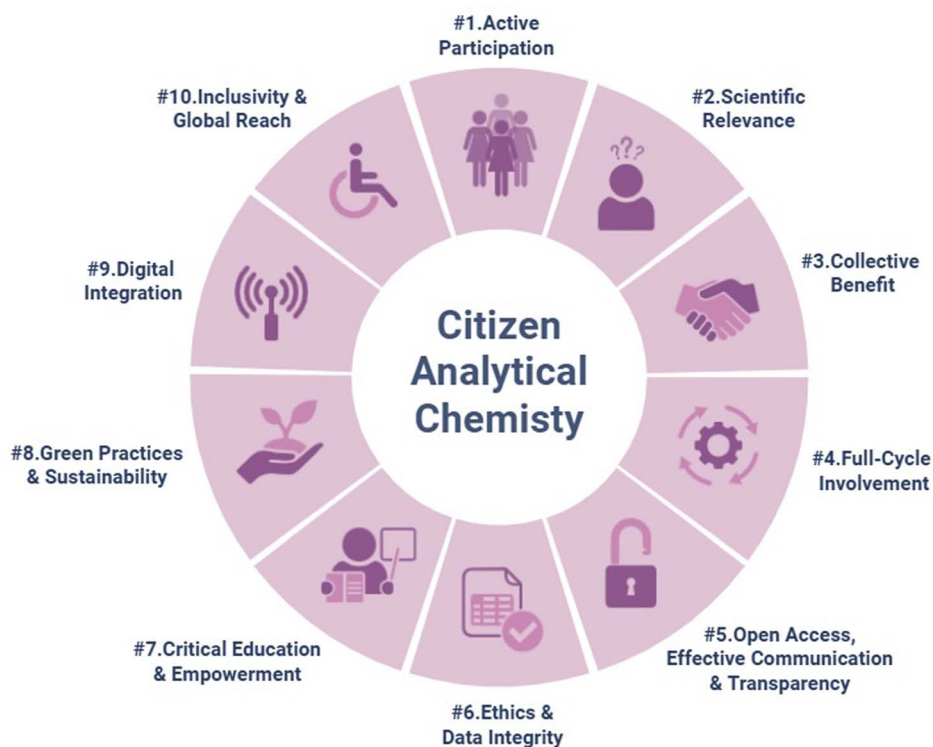 #1.Active
Participation
#2.Scientific
Relevance
#3.Collective
Benefit
#4.Full-Cycle
Involvement
#5.Open Access,
Effective Communication
& Transparency
#6.Ethics &
Data Integrity
#7.Critical Education
& Empowerment
#8.Green Practices
& Sustainability
#9.Digital
Integration
#10.Inclusivity &
Global Reach
???
Citizen
Analytical
Chemisty